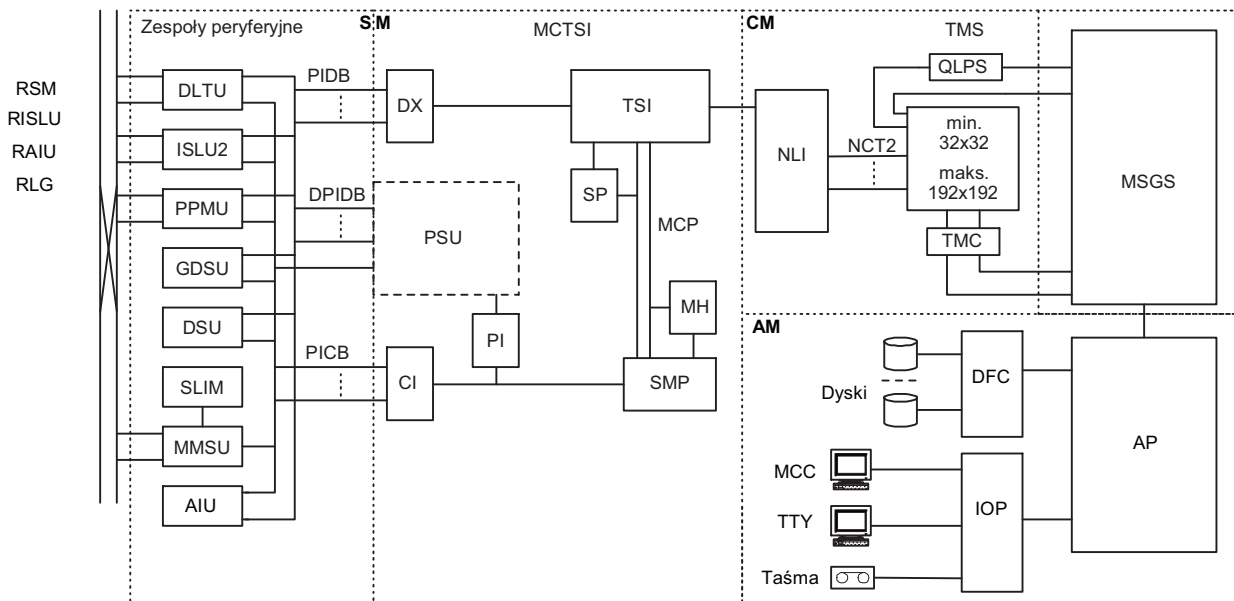 Zespoły peryferyjne
SM
MCTSI
CM
TMS
RSM
RISLU
RAIU
RLG
DLTU
ISLU2
PPMU
GDSU
DSU
SLIM
MMSU
AIU
PIDB
DPIDB
PICB
DX
PSU
PI
CI
TSI
SP
MCP
MH
SMP
NLI
NCT2
QLPS
min.
32x32
maks.
192x192
TMC
MSGS
AM
Dyski
DFC
MCC
TTY
Taśma
IOP
AP